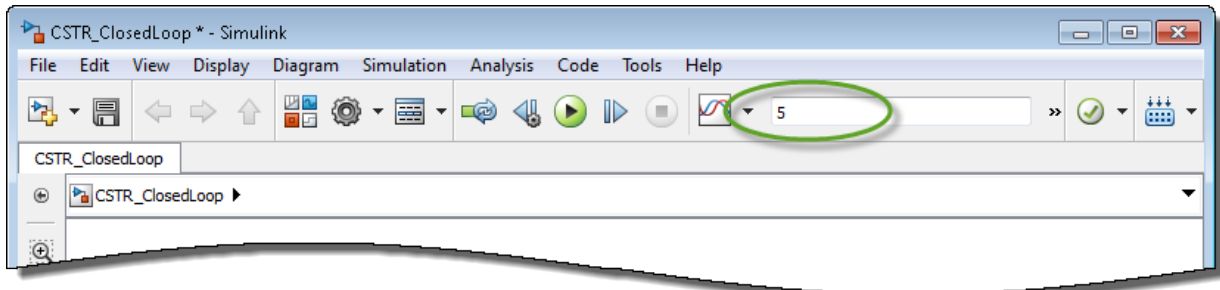 CSTR_ClosedLoop * - Simulink
File Edit View Display Diagram Simulation Analysis Code Tools Help
5 »
CSTR_ClosedLoop
CSTR_ClosedLoop